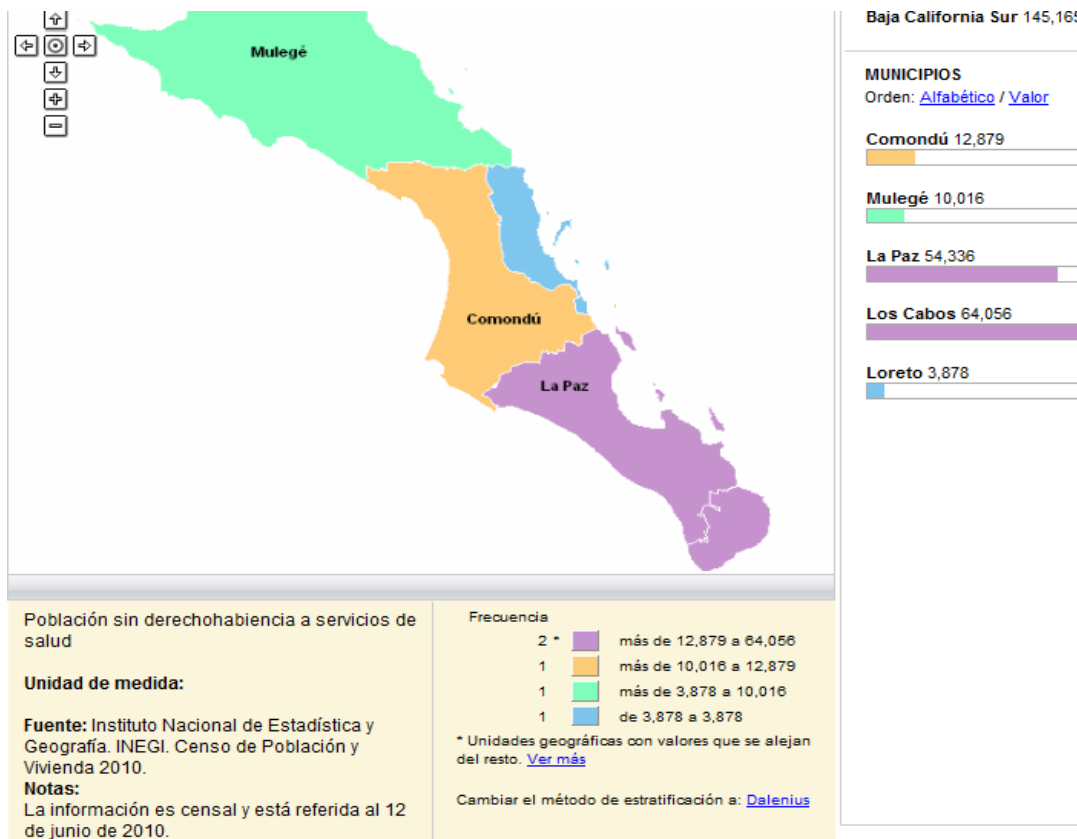 Mulegé
Comondú
La Paz
Baja California Sur 145,165
MUNICIPIOS
Orden: Alfabético / Valor
Comondú 12,879
Mulegé 10,016
La Paz 54,336
Los Cabos 64,056
Loreto 3,878
Población sin derechohabiencia a servicios de
salud
Unidad de medida:
Fuente: Instituto Nacional de Estadística y
Geografía. INEGI. Censo de Población y
Vivienda 2010.
Notas:
La información es censal y está referida al 12
de junio de 2010.
Frecuencia
2 * más de 12,879 a 64,056
1 más de 10,016 a 12,879
1 más de 3,878 a 10,016
1 de 3,878 a 3,878
* Unidades geográficas con valores que se alejan
del resto. Ver más
Cambiar el método de estratificación a: Dalenius